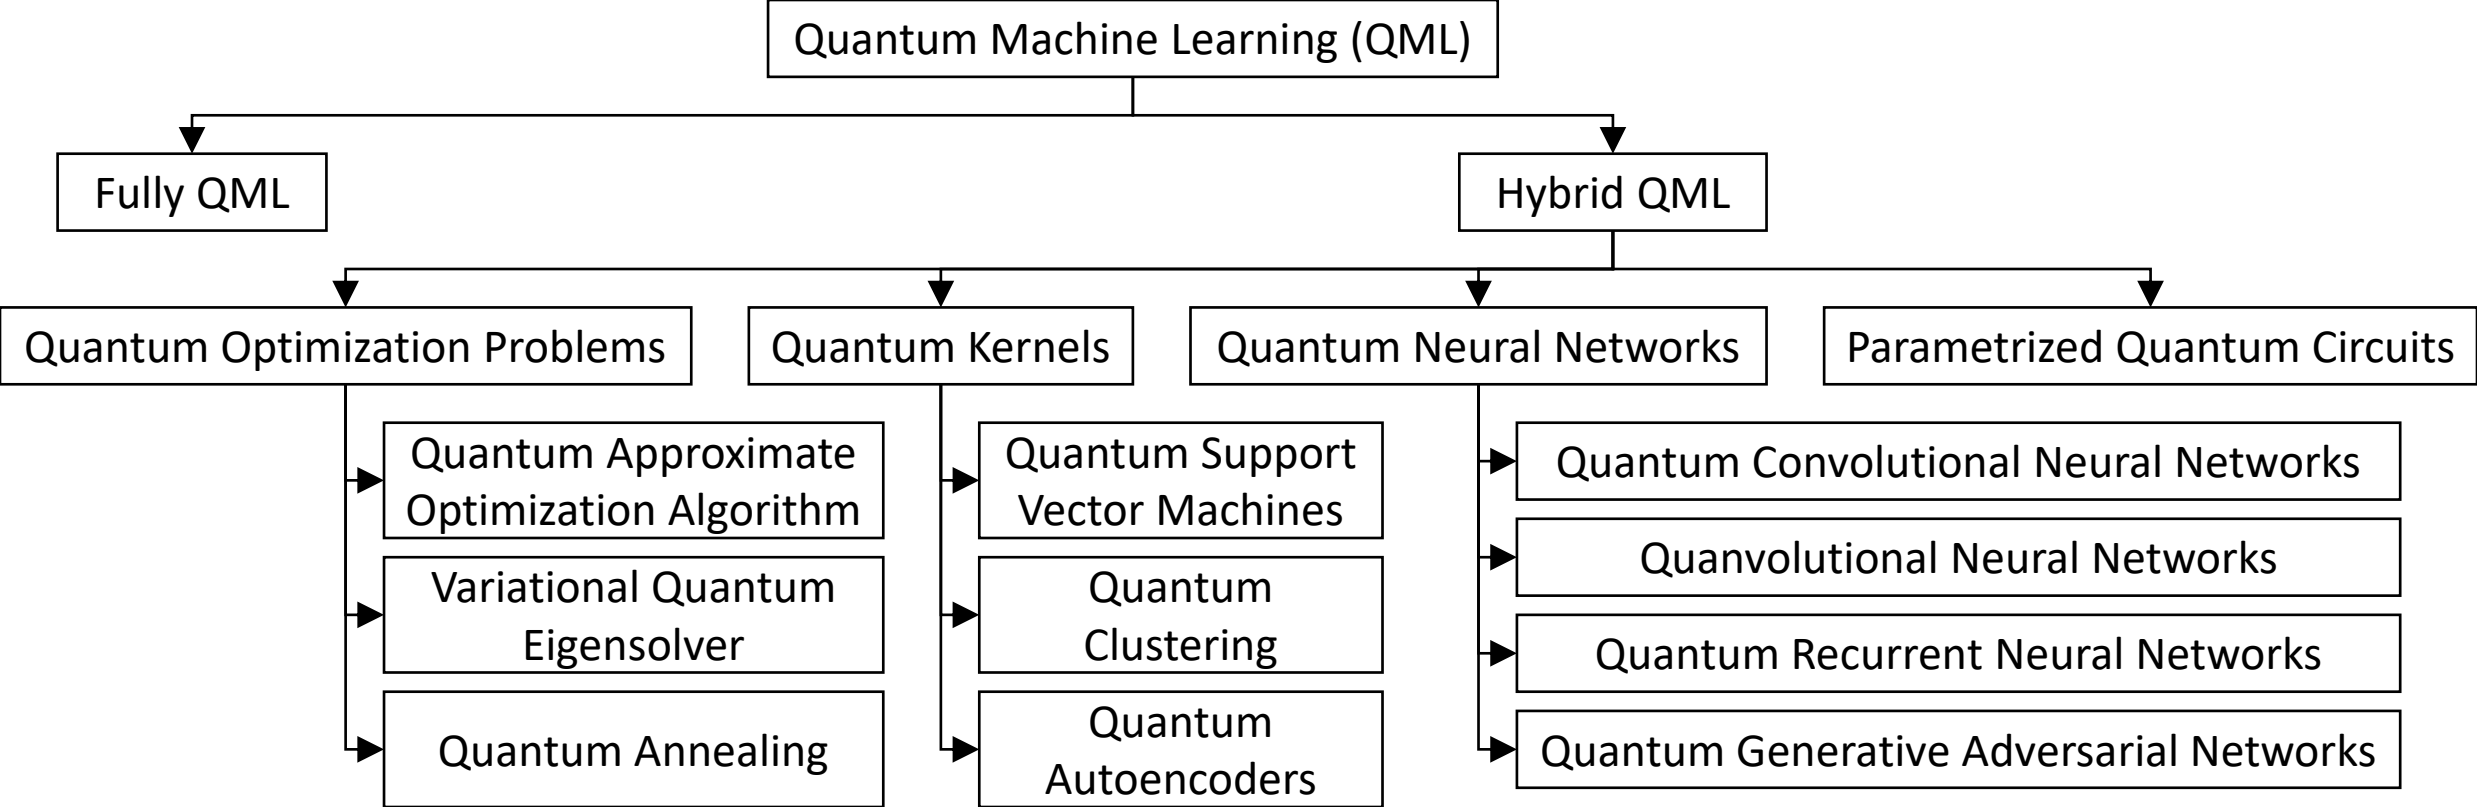 Quantum Machine Learning (QML)
Fully QML
Hybrid QML
Quantum Optimization Problems
Quantum Kernels
Quantum Neural Networks
Parametrized Quantum Circuits
Quantum Approximate
Optimization Algorithm
Variational Quantum
Eigensolver
Quantum Annealing
Quantum Support
Vector Machines
Quantum
Clustering
Quantum
Autoencoders
Quantum Convolutional Neural Networks
Quanvolutional Neural Networks
Quantum Recurrent Neural Networks
Quantum Generative Adversarial Networks